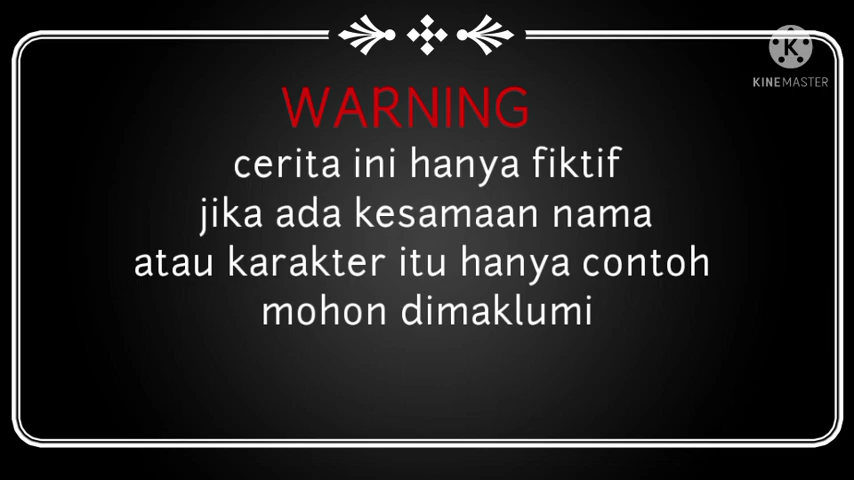 KINEMASTER
WARNING
cerita ini hanya fiktif
jika ada kesamaan nama
atau karakter itu hanya contoh
mohon dimaklumi